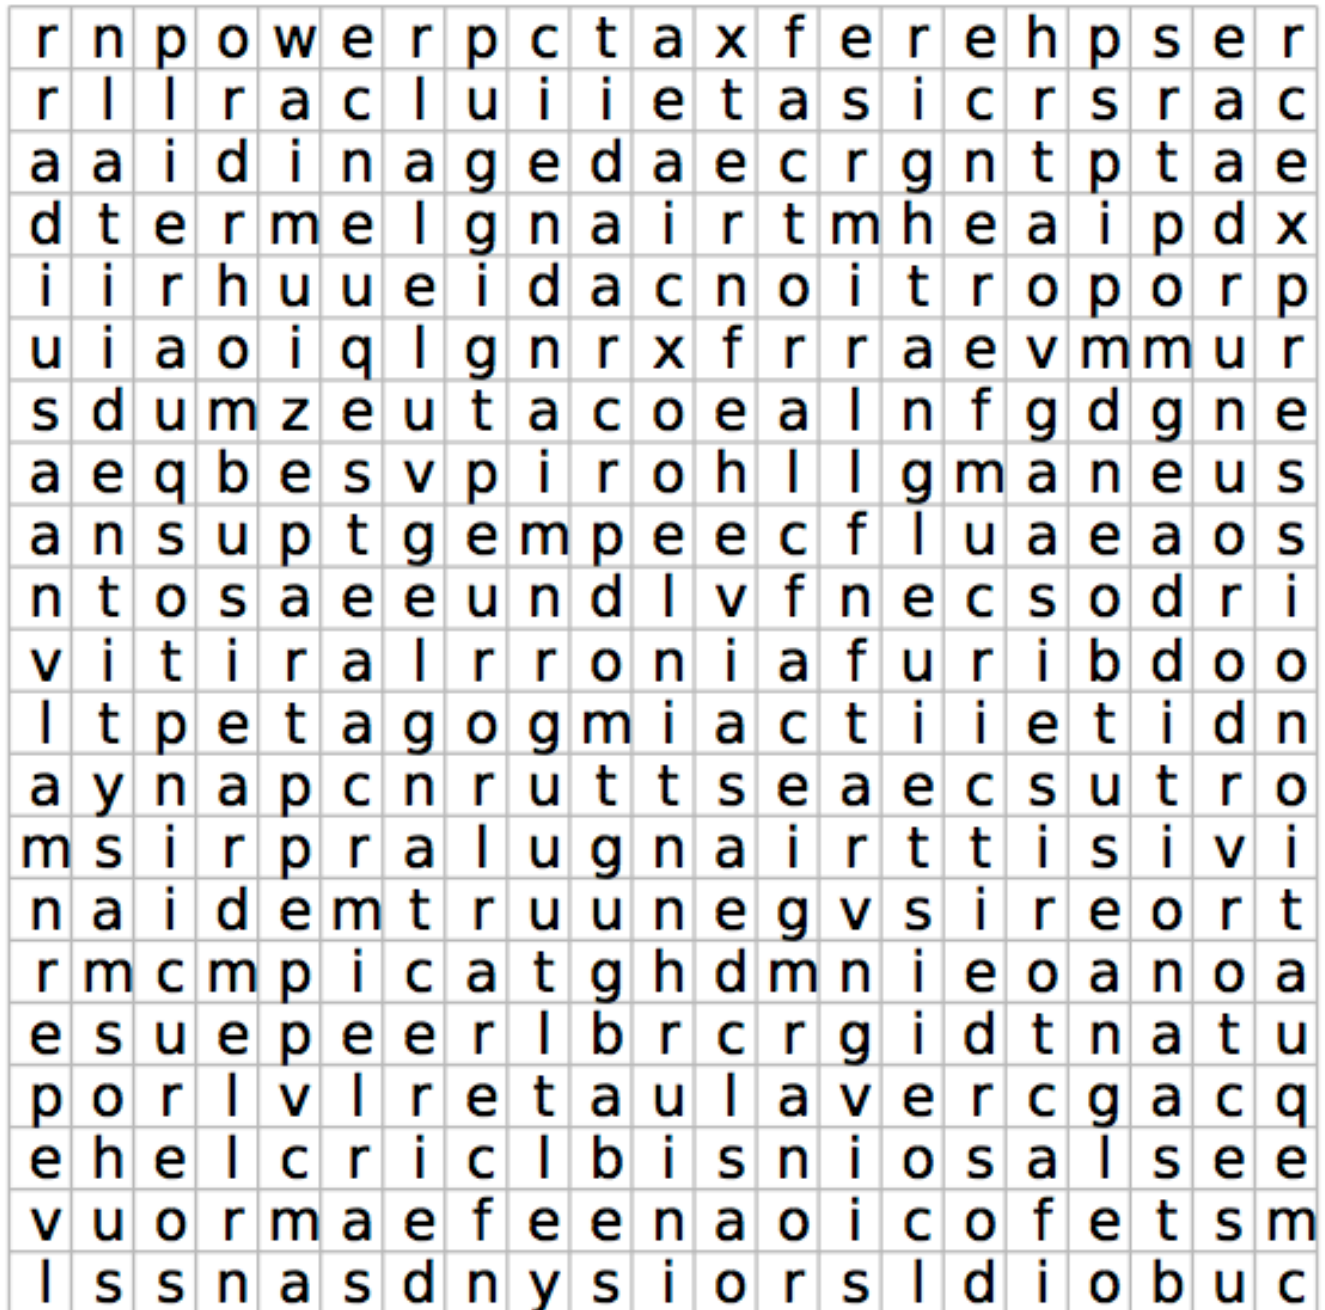 r n p o w e r p c t a x f e r e h p s e r
r l l r a c l u i i e t a s i c r s r a c
a a i d i n a g e d a e c r g n t p t a e
d t e r m e l g n a i r t m h e a i p d x
i i r h u u e i d a c n o i t r o p o r p
u i a o i q l g n r x f r r a e v m m u r
s d u m z e u t a c o e a l n f g d g n e
a e q b e s v p i r o h l l g m a n e u s
a n s u p t g e m p e e c f l u a e a o s
n t o s a e e u n d l v f n e c s o d r i
v i t i r a l r r o n i a f u r i b d o o
l t p e t a g o g m i a c t i i e t i d n
a y n a p c n r u t t s e a e c s u t r o
m s i r p r a l u g n a i r t t i s i v i
n a i d e m t r u u n e g v s i r e o r t
r m c m p i c a t g h d m n i e o a n o a
e s u e p e e r l b r c r g i d t n a t u
p o r l v l r e t a u l a v e r c g a c q
e h e l c r i c l b i s n i o s a l s e e
v u o r m a e f e e n a o i c o f e t s m
l s s n a s d n y s i o r s l d i o b u c